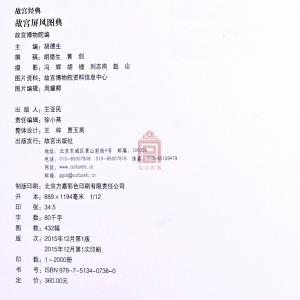 故宫经典
故宫屏风图典
故宫博物院编
主 编：胡德生
撰 稿：胡德生 黄 剑
摄 影：冯 辉 胡 锤 刘志岗 赵 山
图片资料：故宫博物院资料信息中心
图片编辑：周耀卿
出 版 人：王亚民
责任编辑：徐小燕
整体设计：王 梓 贾玉英
出版发行：故宫出版社
地址：北京东城区景山前街4号 邮编：100009
电话：010-85007808 010-85007816 传真：010-65129479
网址：www.culturefc.cn
邮箱：ggcb@culturefc.cn
制版印刷：北京方嘉彩色印刷有限责任公司
开 本：889×1194毫米 1/12
印 张：34.5
字 数：80千字
图 数：432幅
版 次：2015年12月第1版
2015年12月第1次印刷
印 数：1~2000册
书 号：ISBN 978-7-5134-0738-0
定 价：360.00元